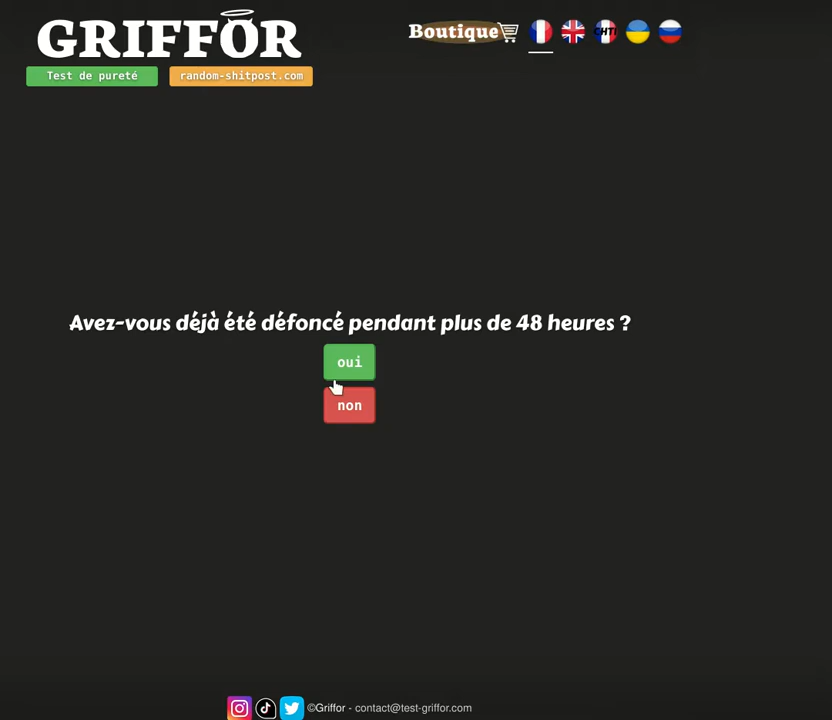 GRIFFÖR
Boutique
CHTI
Test de pureté
random-shitpost.com
Avez-vous déjà été défoncé pendant plus de 48 heures ?
oui
non
©Griffor - contact@test-griffor.com